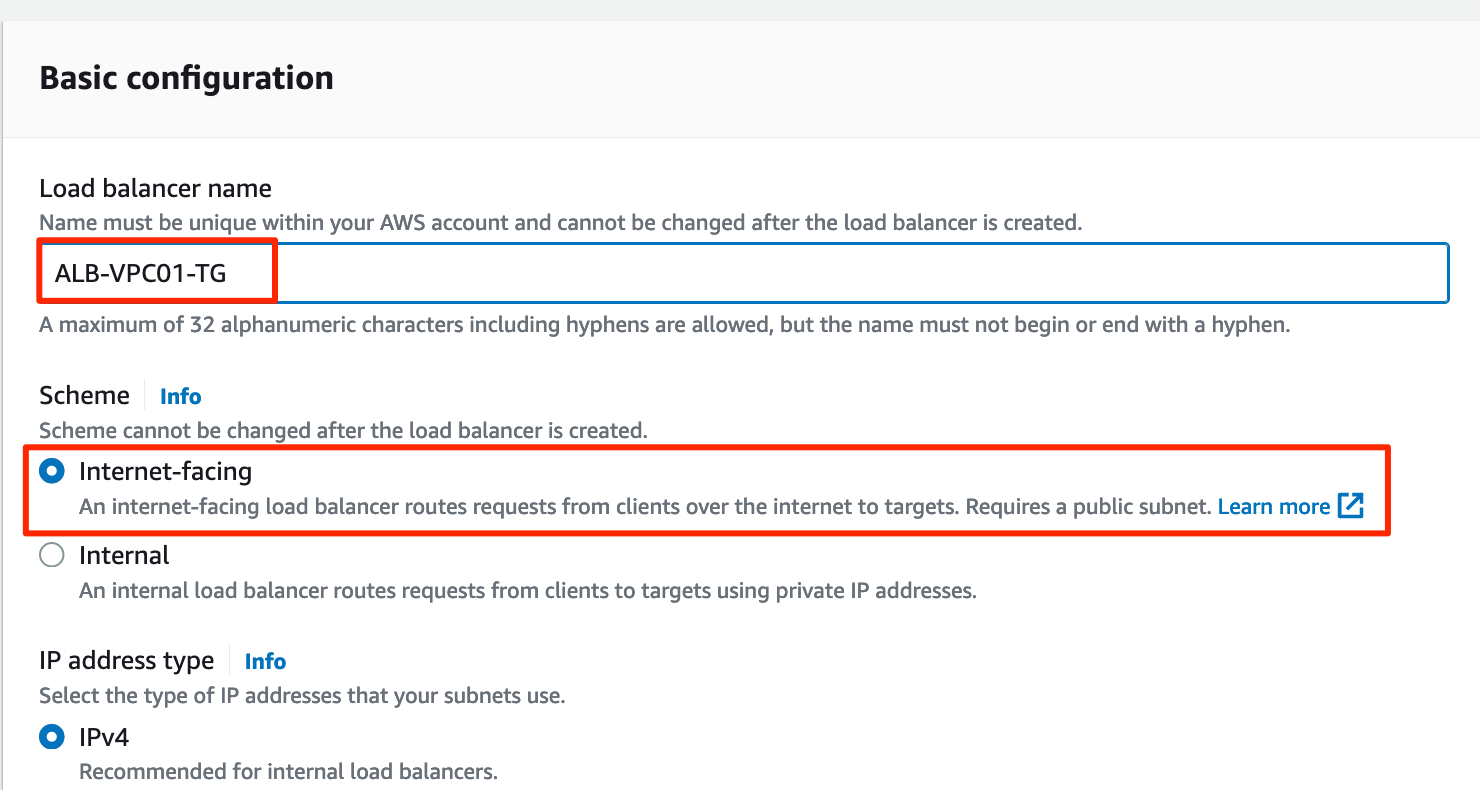 Basic configuration
Load balancer name
Name must be unique within your AWS account and cannot be changed after the load balancer is created.
ALB-VPC01-TG
A maximum of 32 alphanumeric characters including hyphens are allowed, but the name must not begin or end with a hyphen.
Scheme Info
Scheme cannot be changed after the load balancer is created.
Internet-facing
An internet-facing load balancer routes requests from clients over the internet to targets. Requires a public subnet. Learn more
Internal
An internal load balancer routes requests from clients to targets using private IP addresses.
IP address type Info
Select the type of IP addresses that your subnets use.
IPv4
Recommended for internal load balancers.